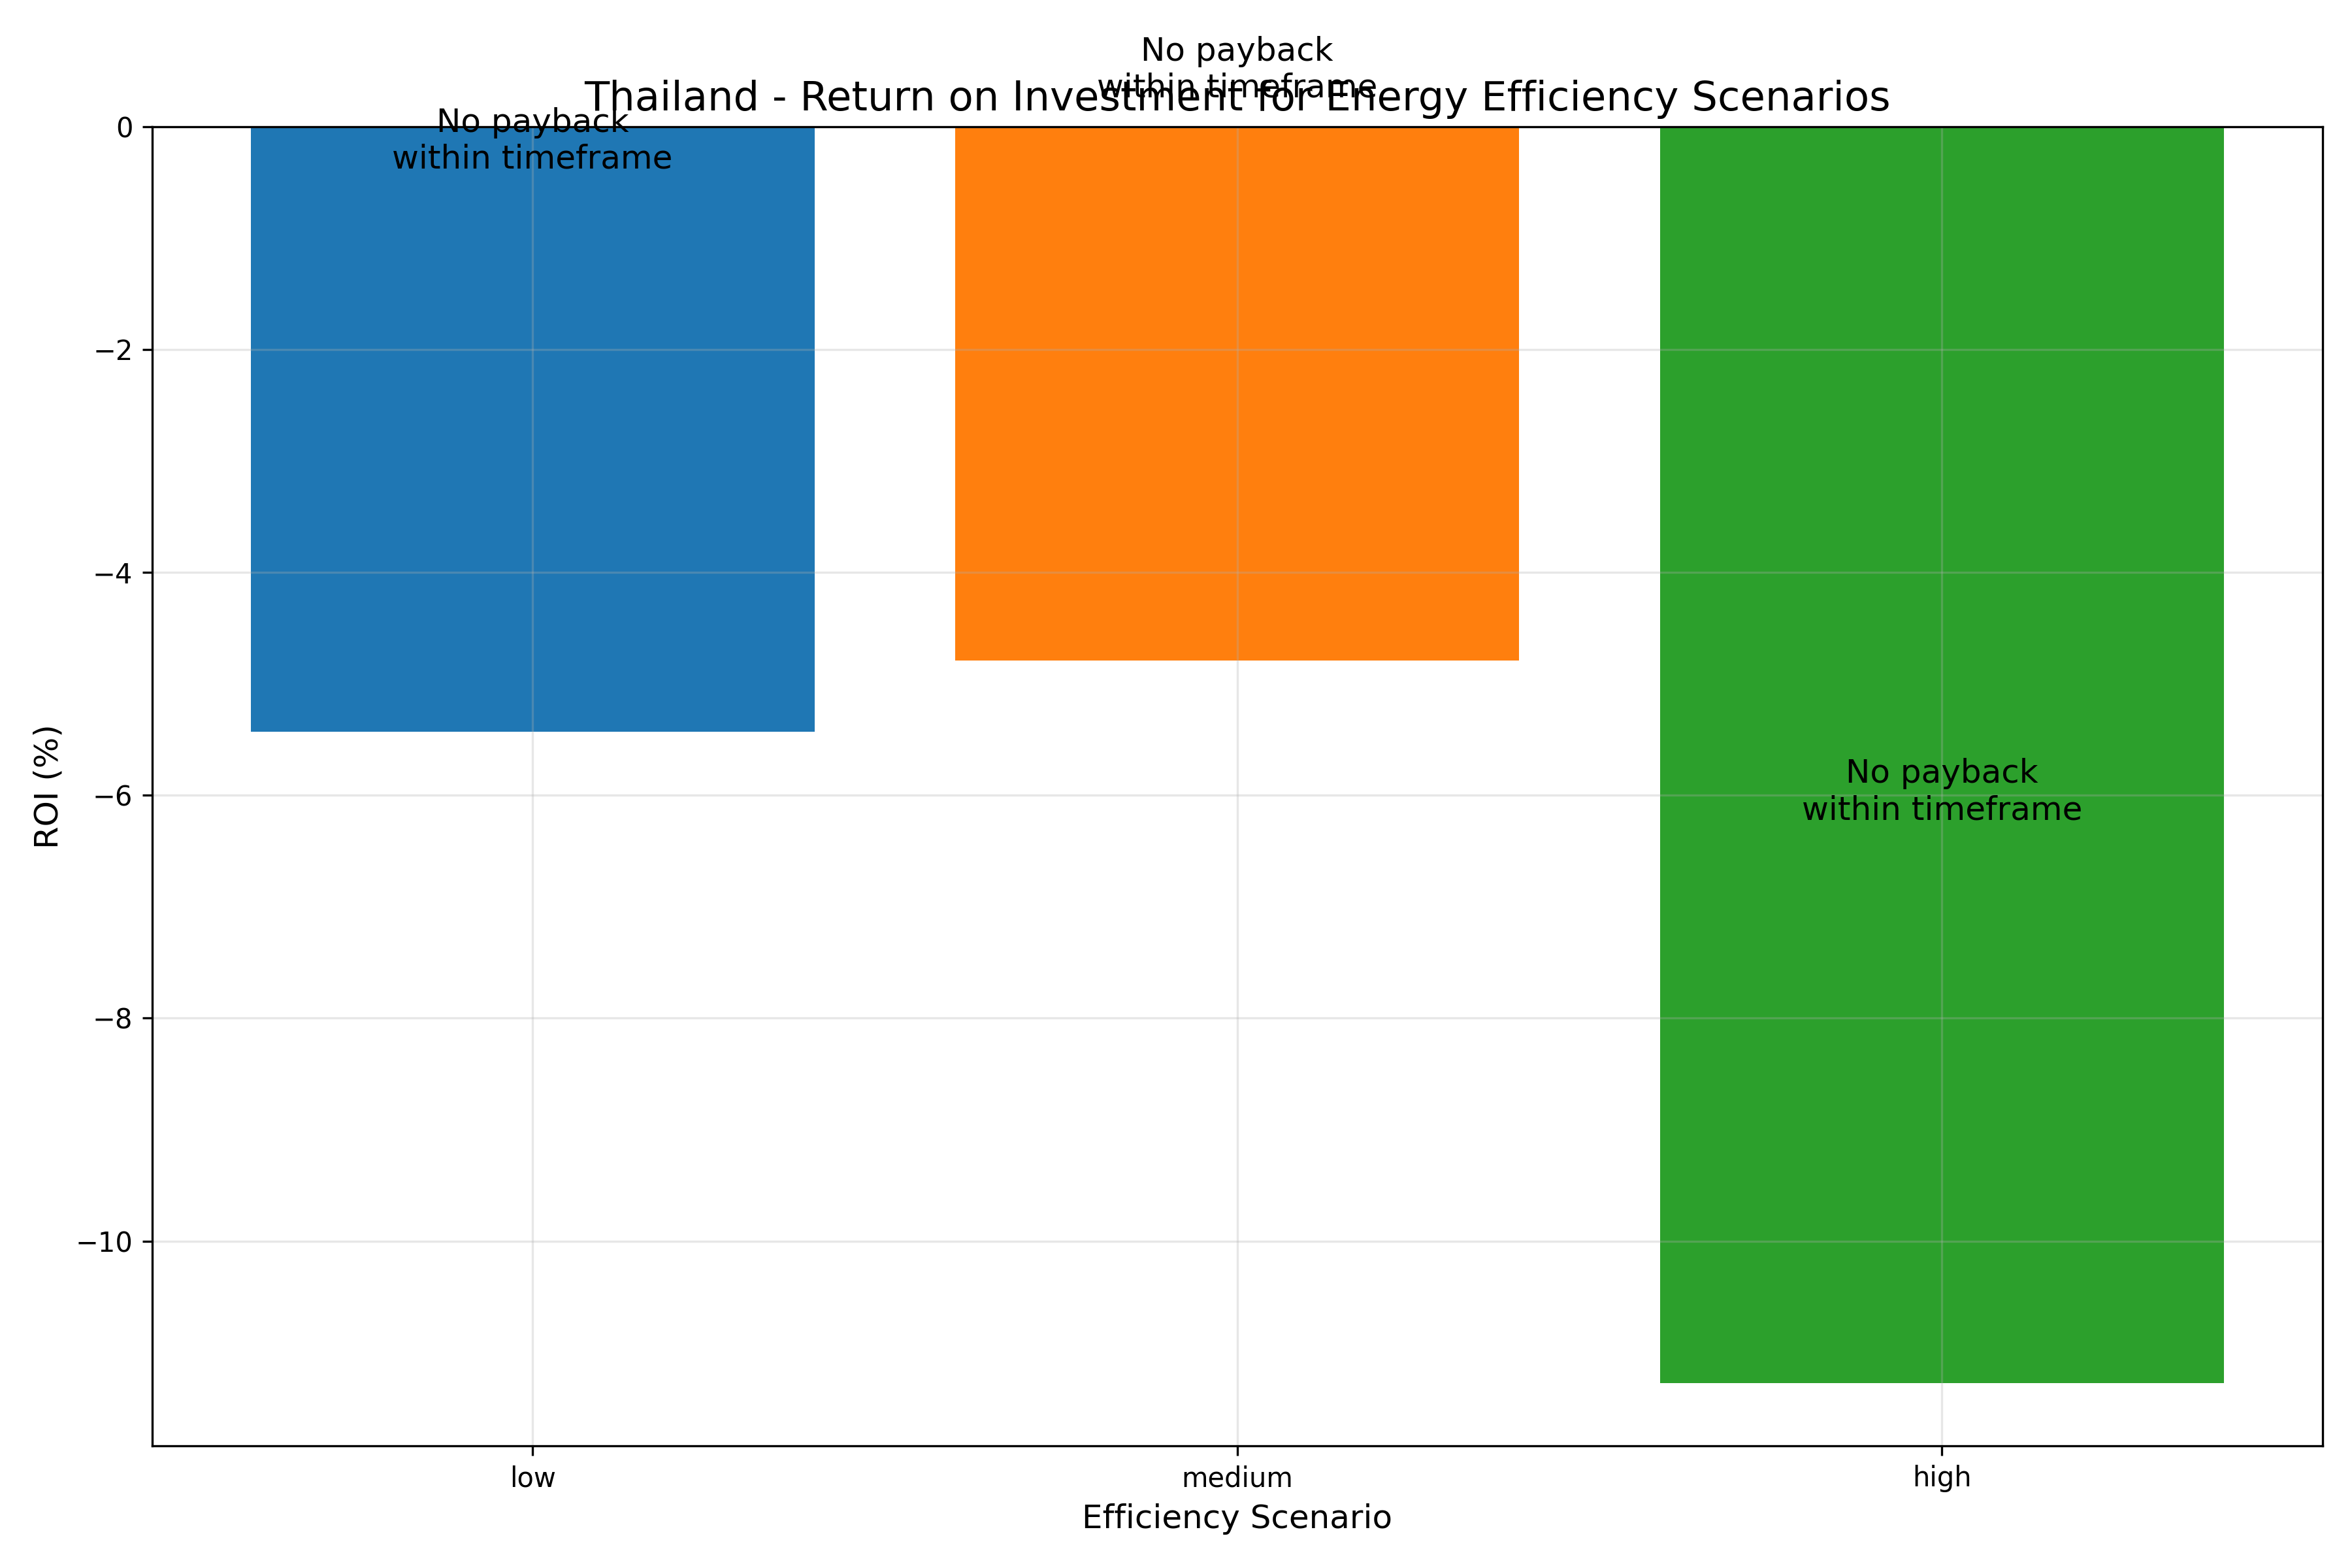 No payback
within timeframe
Thailand - Return on Investment for Energy Efficiency Scenarios
No payback
within timeframe
No payback
within timeframe
ROI (%)
0
−2
−4
−6
−8
−10
low
medium
high
Efficiency Scenario